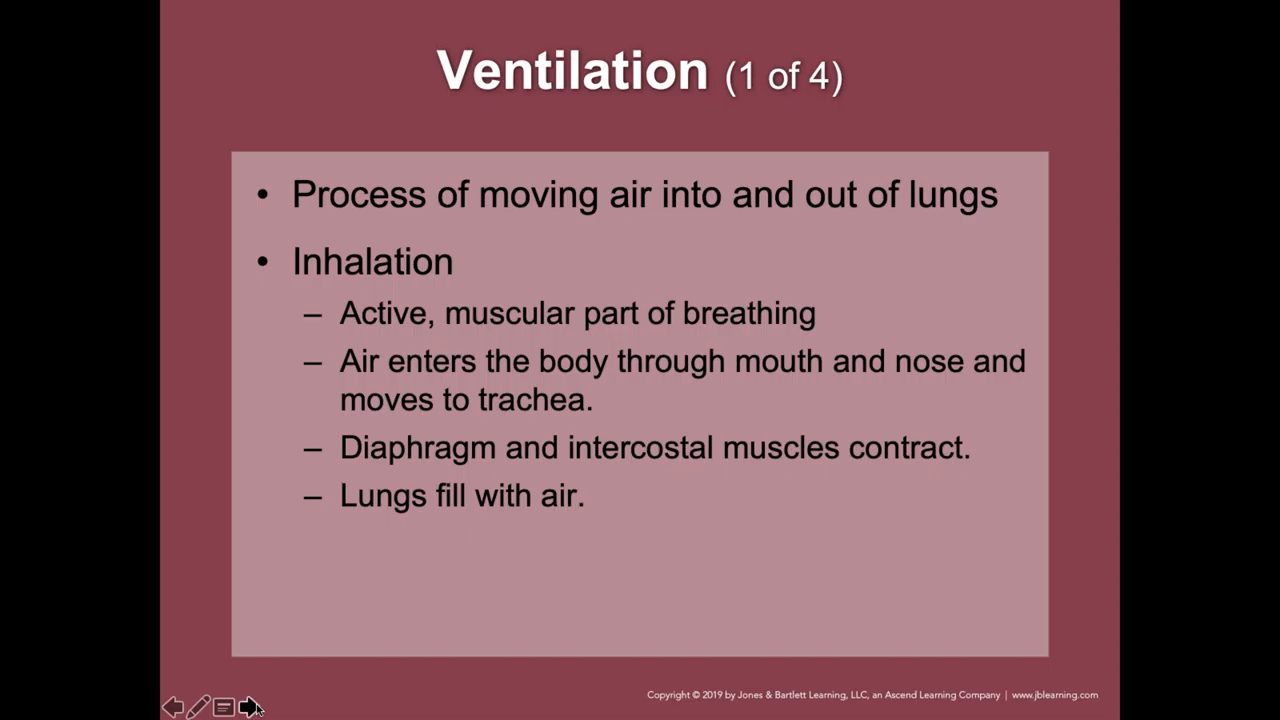 Ventilation (1 of 4)
• Process of moving air into and out of lungs
• Inhalation
– Active, muscular part of breathing
– Air enters the body through mouth and nose and
moves to trachea.
– Diaphragm and intercostal muscles contract.
– Lungs fill with air.
Copyright © 2019 by Jones & Bartlett Learning, LLC, an Ascend Learning Company | www.jblearning.com